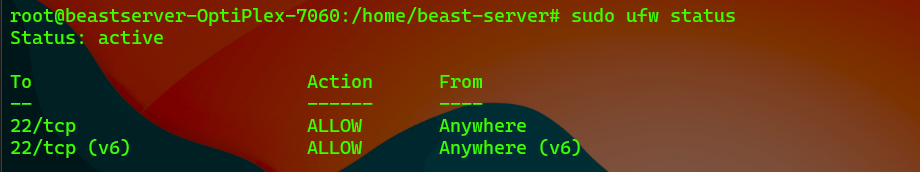 root@beastserver-OptiPlex-7060:/home/beast-server# sudo ufw status
Status: active
To                         Action      From
--                         ------      ----
22/tcp                     ALLOW       Anywhere
22/tcp (v6)                ALLOW       Anywhere (v6)